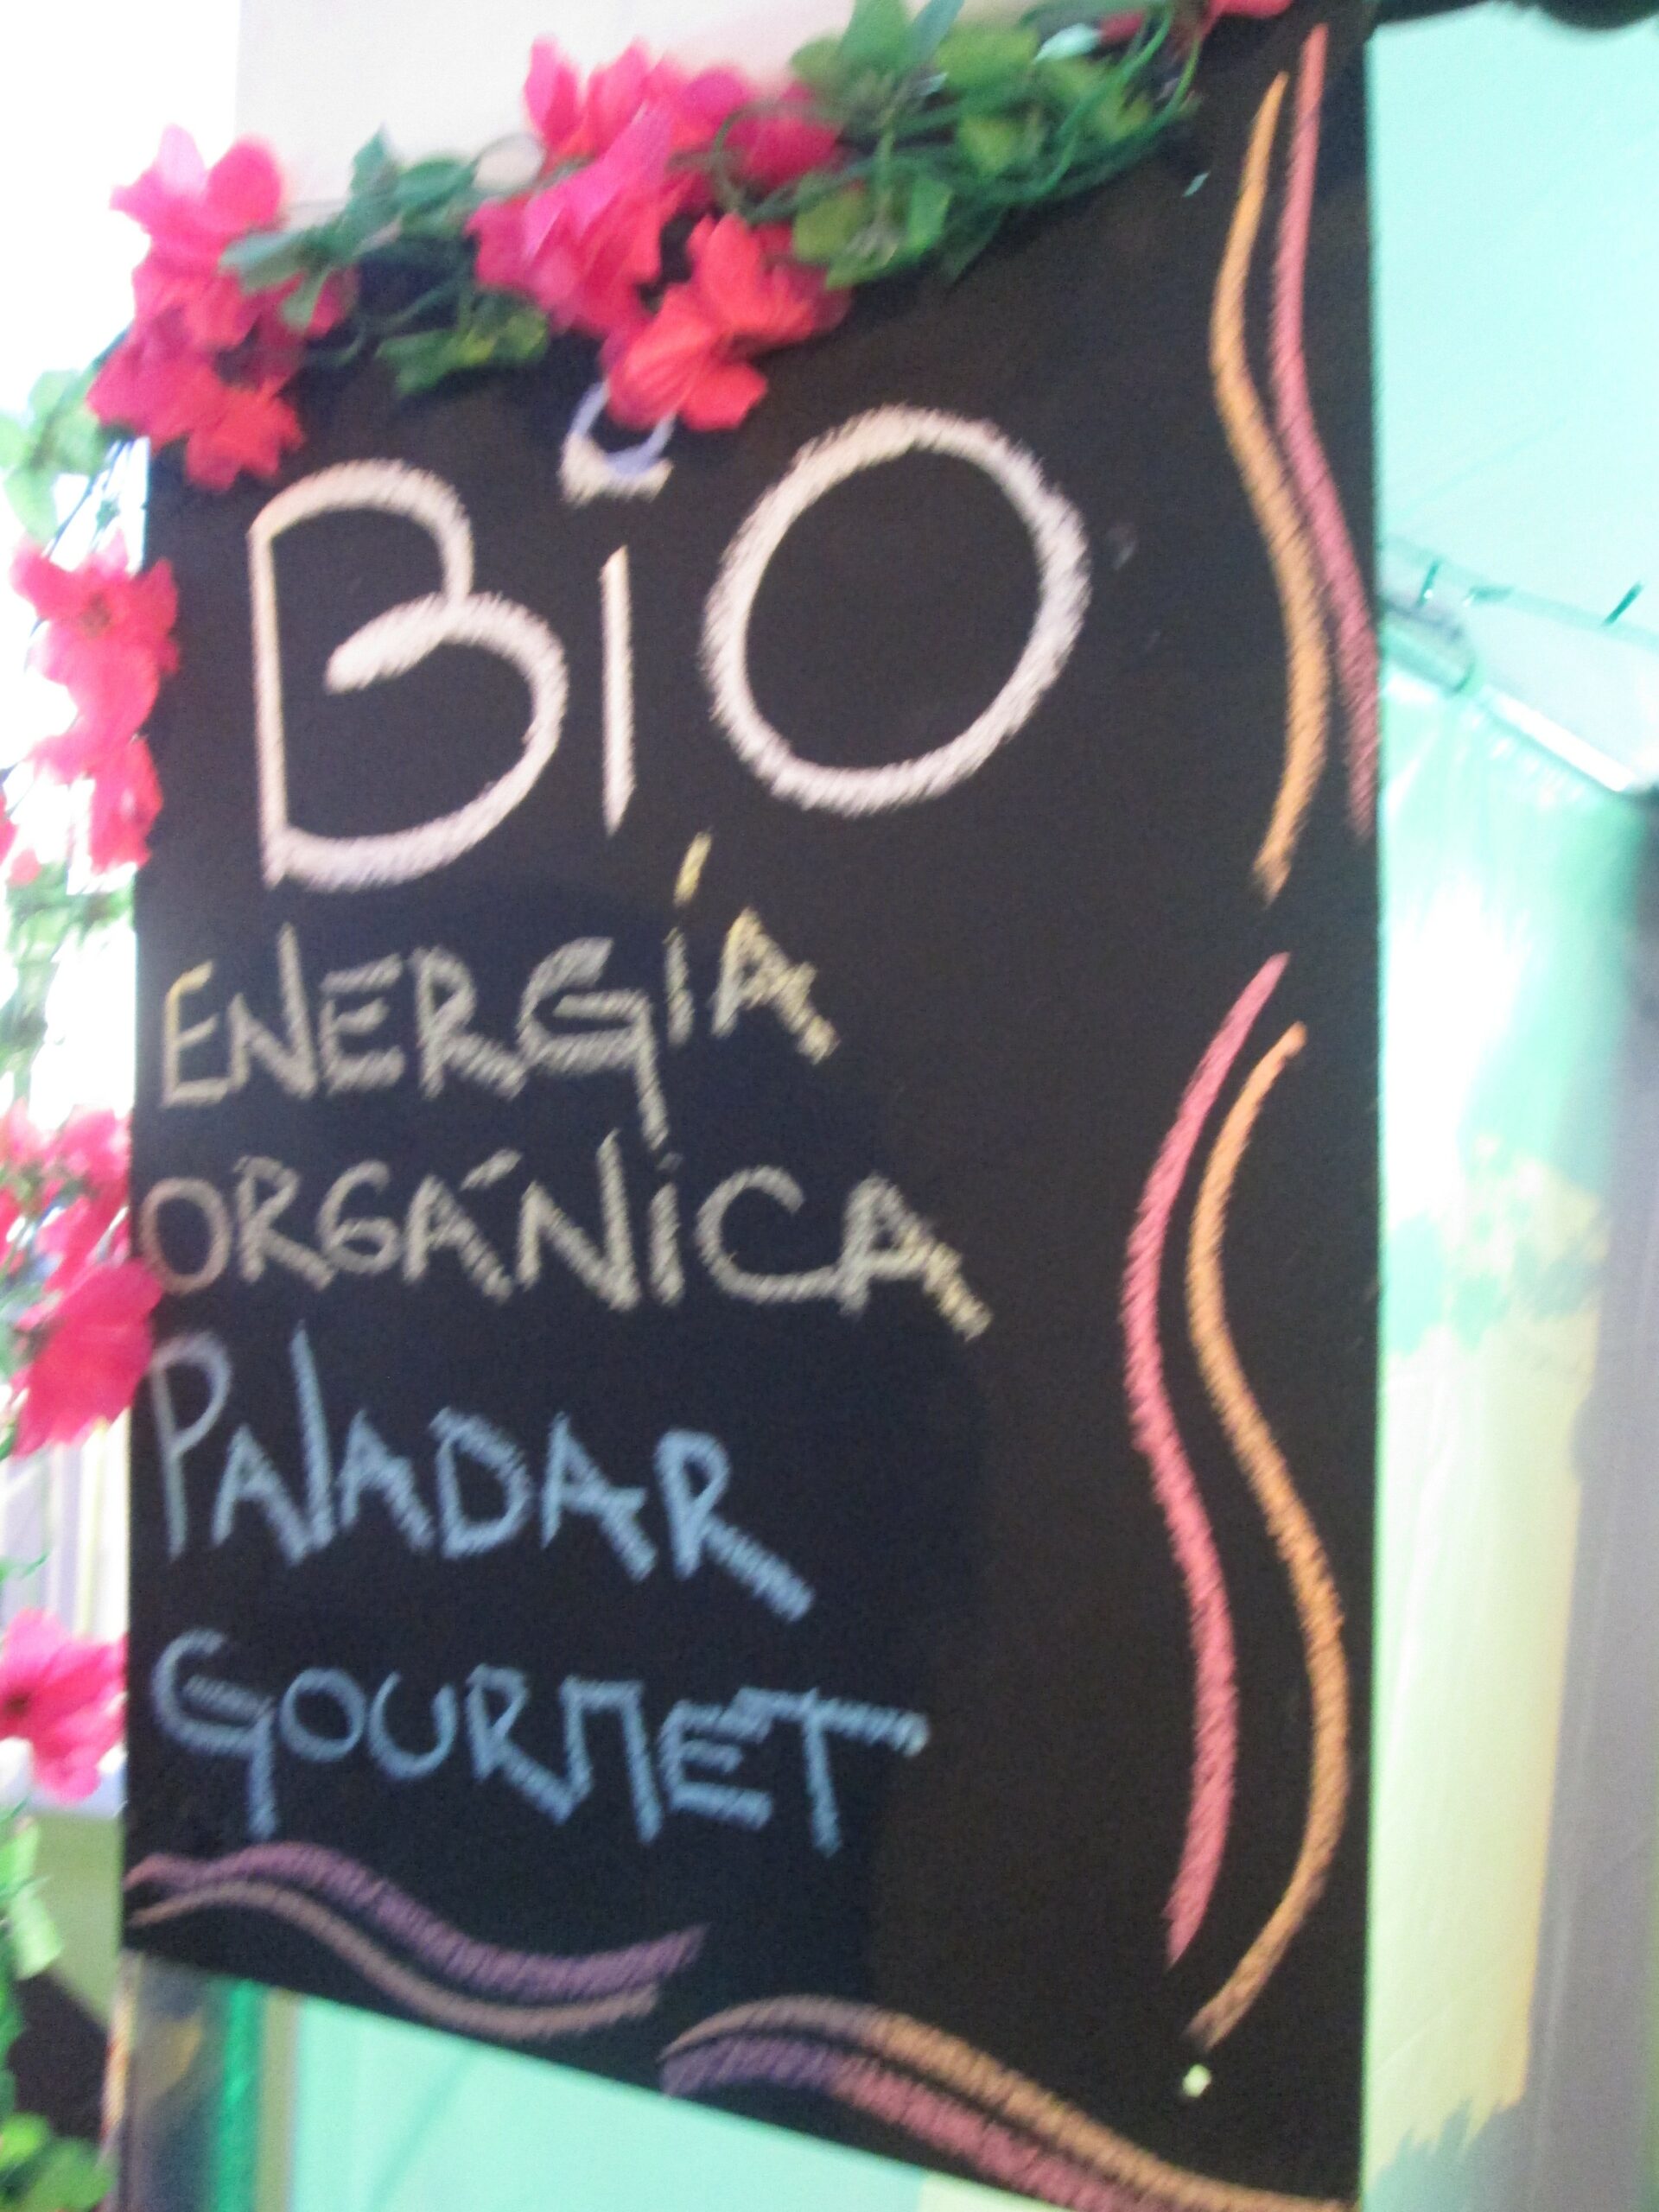 BiO
ENERGÍA
ORGÁNiCA
PAlADAR
GOURMET